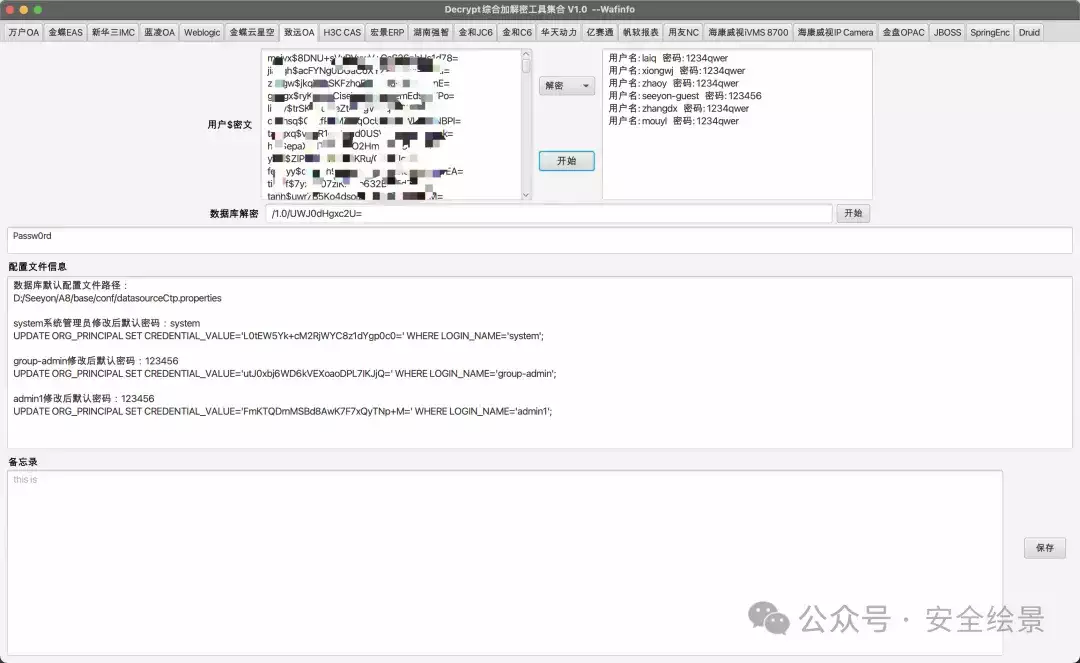 Decrypt综合加解密工具集合 V1.0 --Wafinfo
万户OA 金蝶EAS 新华三IMC 蓝凌OA Weblogic 金蝶云星空 致远OA H3C CAS 宏景ERP 湖南强智 金和JC6 金和C6 华天动力 亿赛通 帆软报表 用友NC 海康威视iVMS 8700 海康威视IP Camera 金盘OPAC JBOSS SpringEnc Druid
用户$密文
解密
开始
用户名:laiq 密码:1234qwer
用户名:xiongwj 密码:1234qwer
用户名:zhaoy 密码:1234qwer
用户名:seeyon-guest 密码:123456
用户名:zhangdx 密码:1234qwer
用户名:mouyl 密码:1234qwer
数据库解密 /1.0/UWJ0dHgxc2U= 开始
Passw0rd
配置文件信息
数据库默认配置文件路径：
D:/Seeyon/A8/base/conf/datasourceCtp.properties
system系统管理员修改后默认密码：system
UPDATE ORG_PRINCIPAL SET CREDENTIAL_VALUE='L0tEW5Yk+cM2RjWYC8z1dYgp0c0=' WHERE LOGIN_NAME='system';
group-admin修改后默认密码：123456
UPDATE ORG_PRINCIPAL SET CREDENTIAL_VALUE='utJ0xbj6WD6kVEXoaoDPL7IKJjQ=' WHERE LOGIN_NAME='group-admin';
admin1修改后默认密码：123456
UPDATE ORG_PRINCIPAL SET CREDENTIAL_VALUE='FmKTQDmMSBd8AwK7F7xQyTNp+M=' WHERE LOGIN_NAME='admin1';
备忘录
this is
保存
公众号·安全绘景